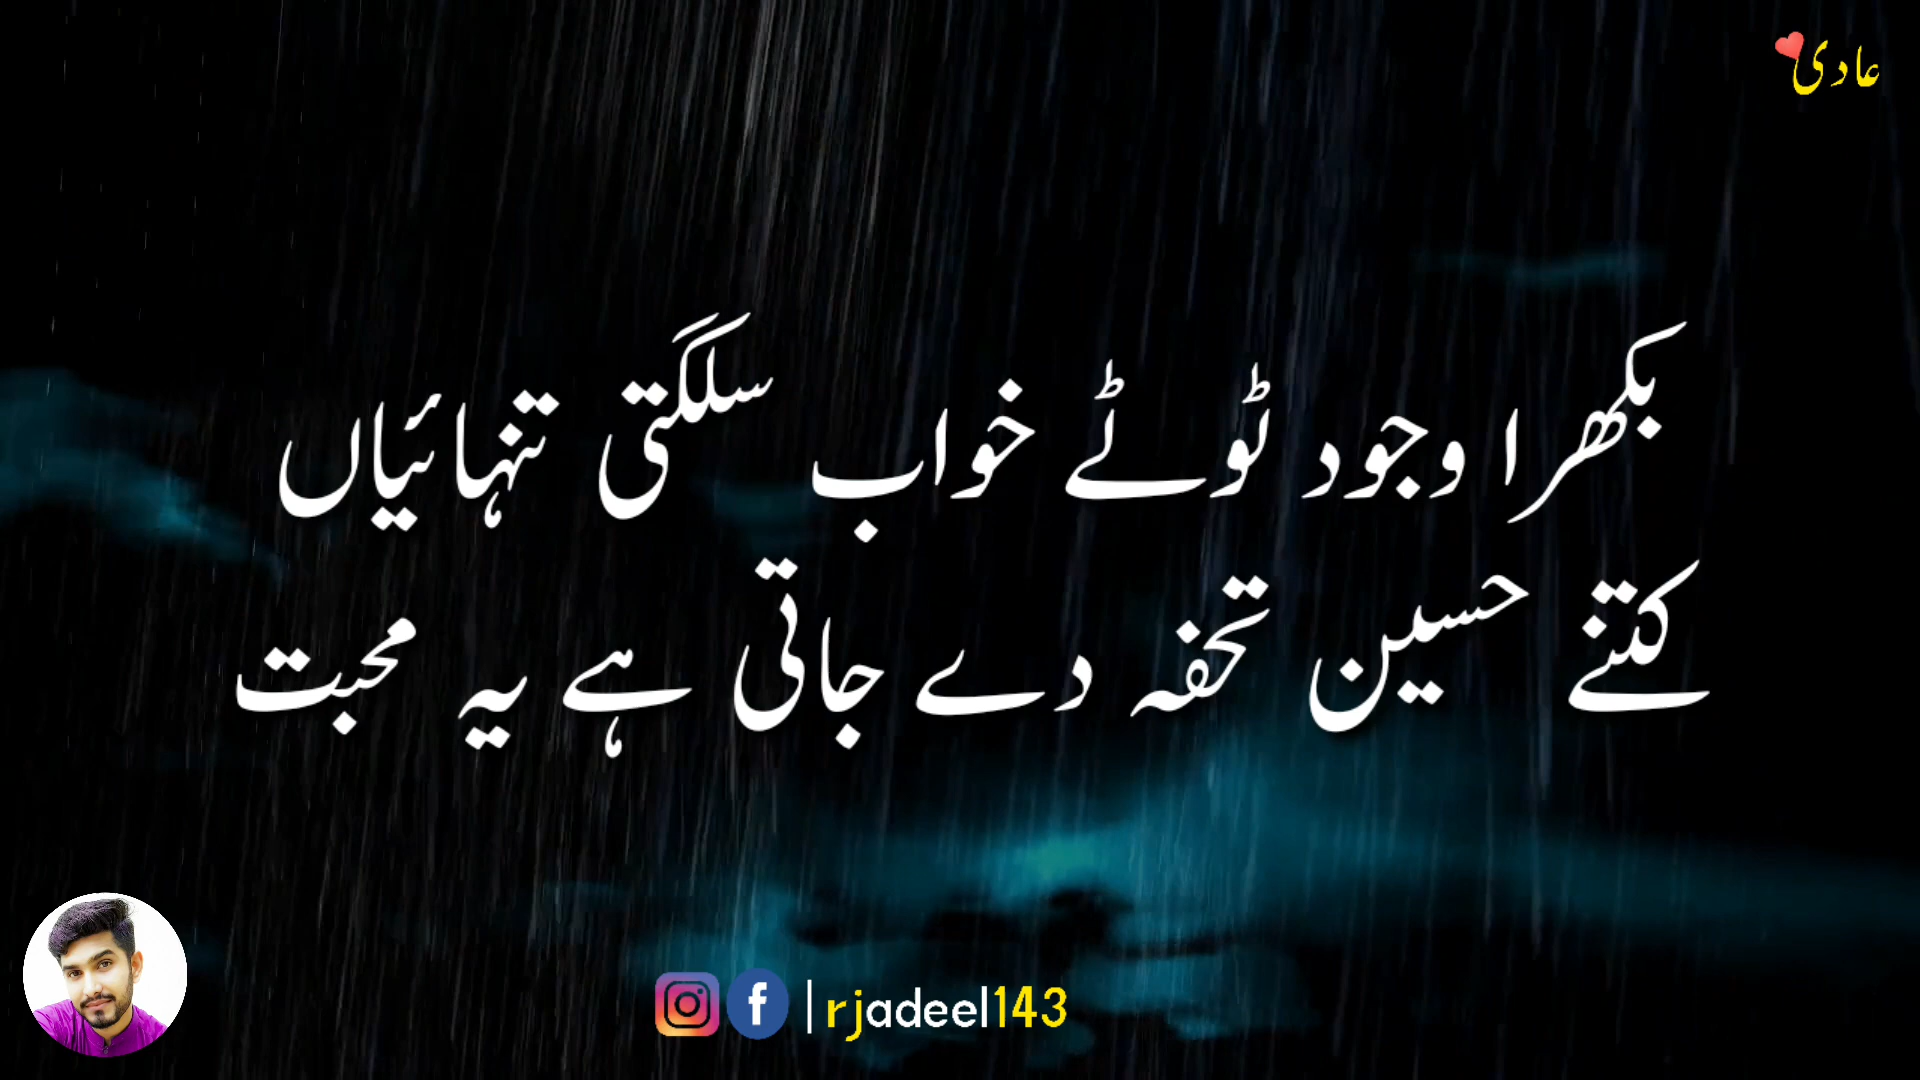 عادی
بکھرا وجود ٹوٹے خواب سلگتی تنہائیاں
کتنے حسین تحفہ دے جاتی ہے یہ محبت
|rjadeel143